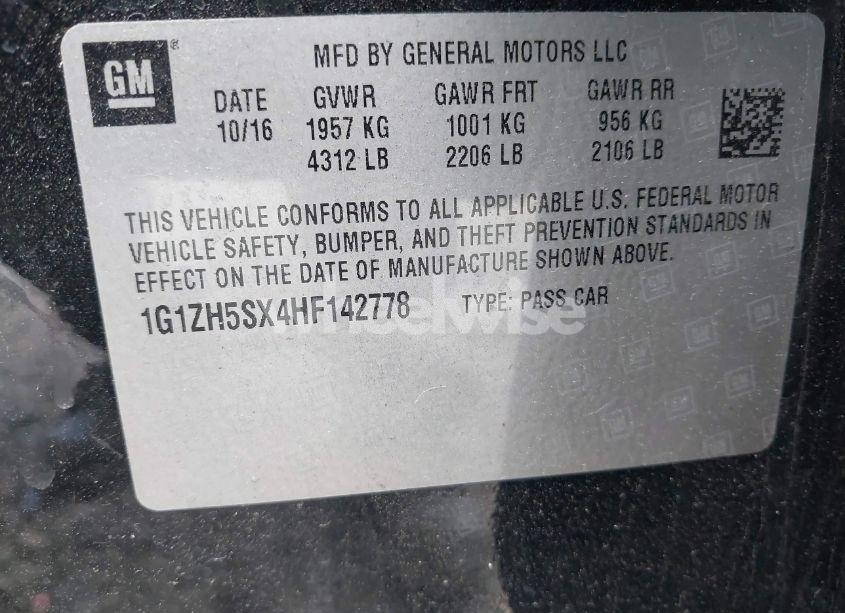 GM®
MFD BY GENERAL MOTORS LLC
DATE GVWR GAWR FRT GAWR RR
10/16 1957 KG 1001 KG 956 KG
4312 LB 2206 LB 2106 LB
THIS VEHICLE CONFORMS TO ALL APPLICABLE U.S. FEDERAL MOTOR
VEHICLE SAFETY, BUMPER, AND THEFT PREVENTION STANDARDS IN
EFFECT ON THE DATE OF MANUFACTURE SHOWN ABOVE.
1G1ZH5SX4HF142778 TYPE: PASS CAR
wheelwise